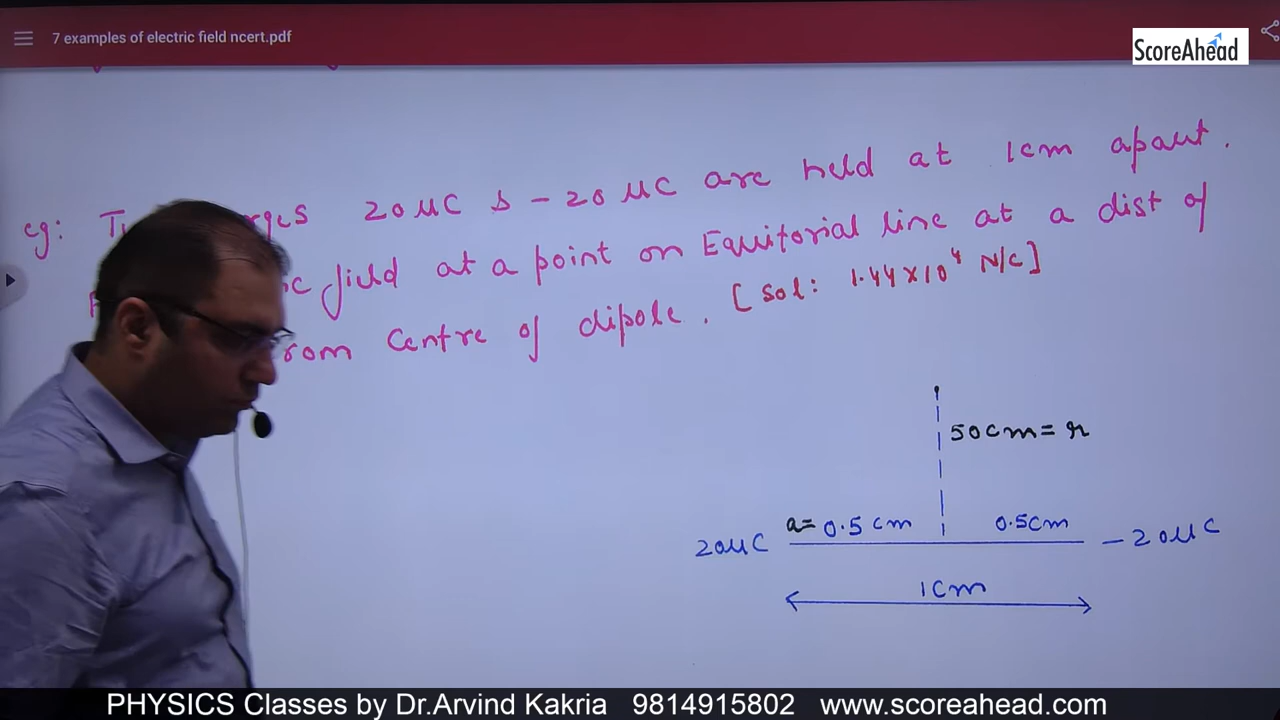 7 examples of electric field ncert.pdf
ScoreAhead
eg: 20 μC & - 20 μC are held at 1cm apart.
field at a point on Equitorial line at a dist of
Centre of dipole. [Sol: 1.44×10⁴ N/C]
50cm = r
20μC a= 0.5 cm 0.5cm - 20μC
1cm
PHYSICS Classes by Dr.Arvind Kakria 9814915802 www.scoreahead.com